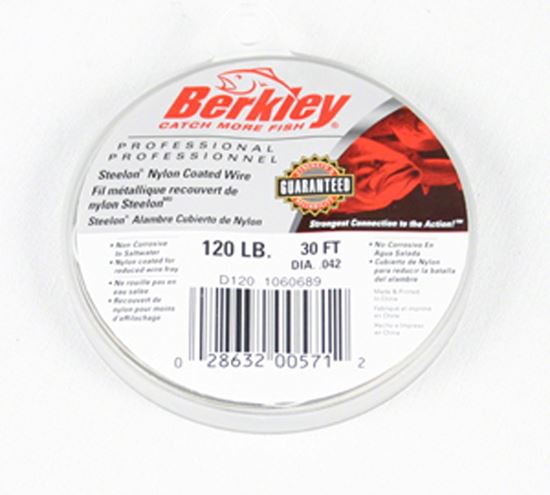 Berkley®
CATCH MORE FISH
PROFESSIONAL
PROFESSIONNEL
Steelon® Nylon Coated Wire
Fil métallique recouvert de
nylon Steelon
Steelon® Alambre Cubierto de Nylon
GUARANTEED
Strongest Connection to the Action!™
• Non Corrosive
in Saltwater
• Nylon coated for
reduced wire fray
• Ne rouille pas en
eau salée
• Recouvert de
nylon pour moins
d'effilochage
120 LB.
30 FT
DIA. .042
D120 1060689
• No Corrosivo En
Agua Salada
• Cubierto de Nylon
para reducir la batalla
del alambre
Made & Printed
in China
Fabriqué et imprimé
en Chine
Hecho e Impreso
en China
0 28632 00571 2